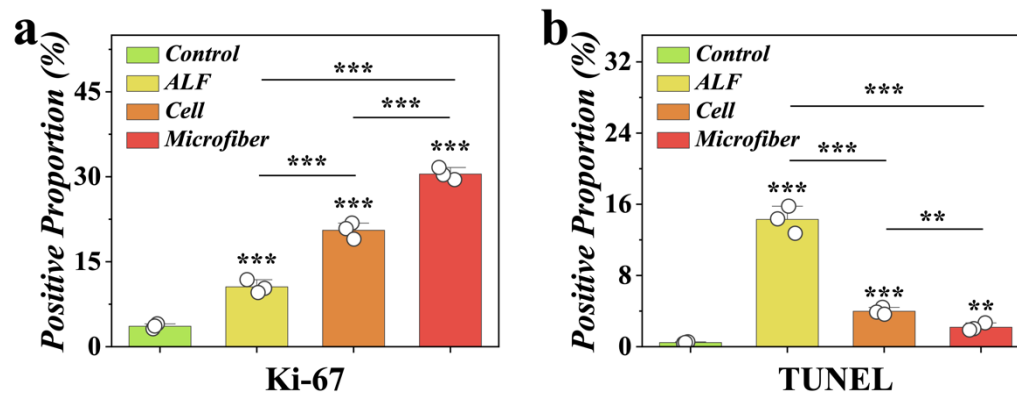 a
Positive Proportion (%)
45
30
15
0
Control
ALF
Cell
Microfiber
***
***
***
***
***
***
Ki-67
b
Positive Proportion (%)
32
24
16
8
0
Control
ALF
Cell
Microfiber
***
***
***
**
***
**
TUNEL